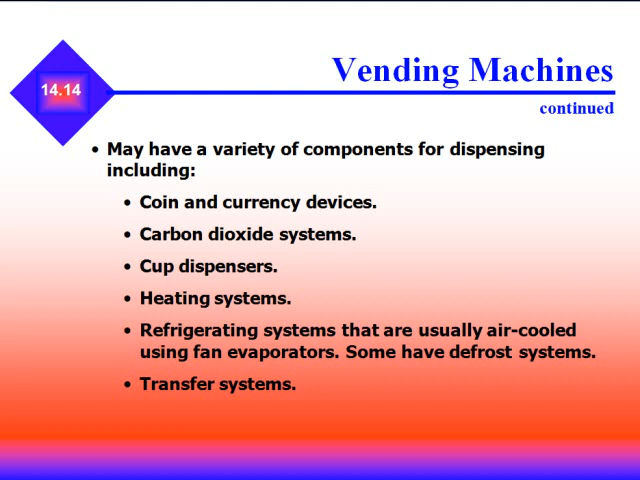 14.14
Vending Machines
continued
• May have a variety of components for dispensing
including:
• Coin and currency devices.
• Carbon dioxide systems.
• Cup dispensers.
• Heating systems.
• Refrigerating systems that are usually air-cooled
using fan evaporators. Some have defrost systems.
• Transfer systems.